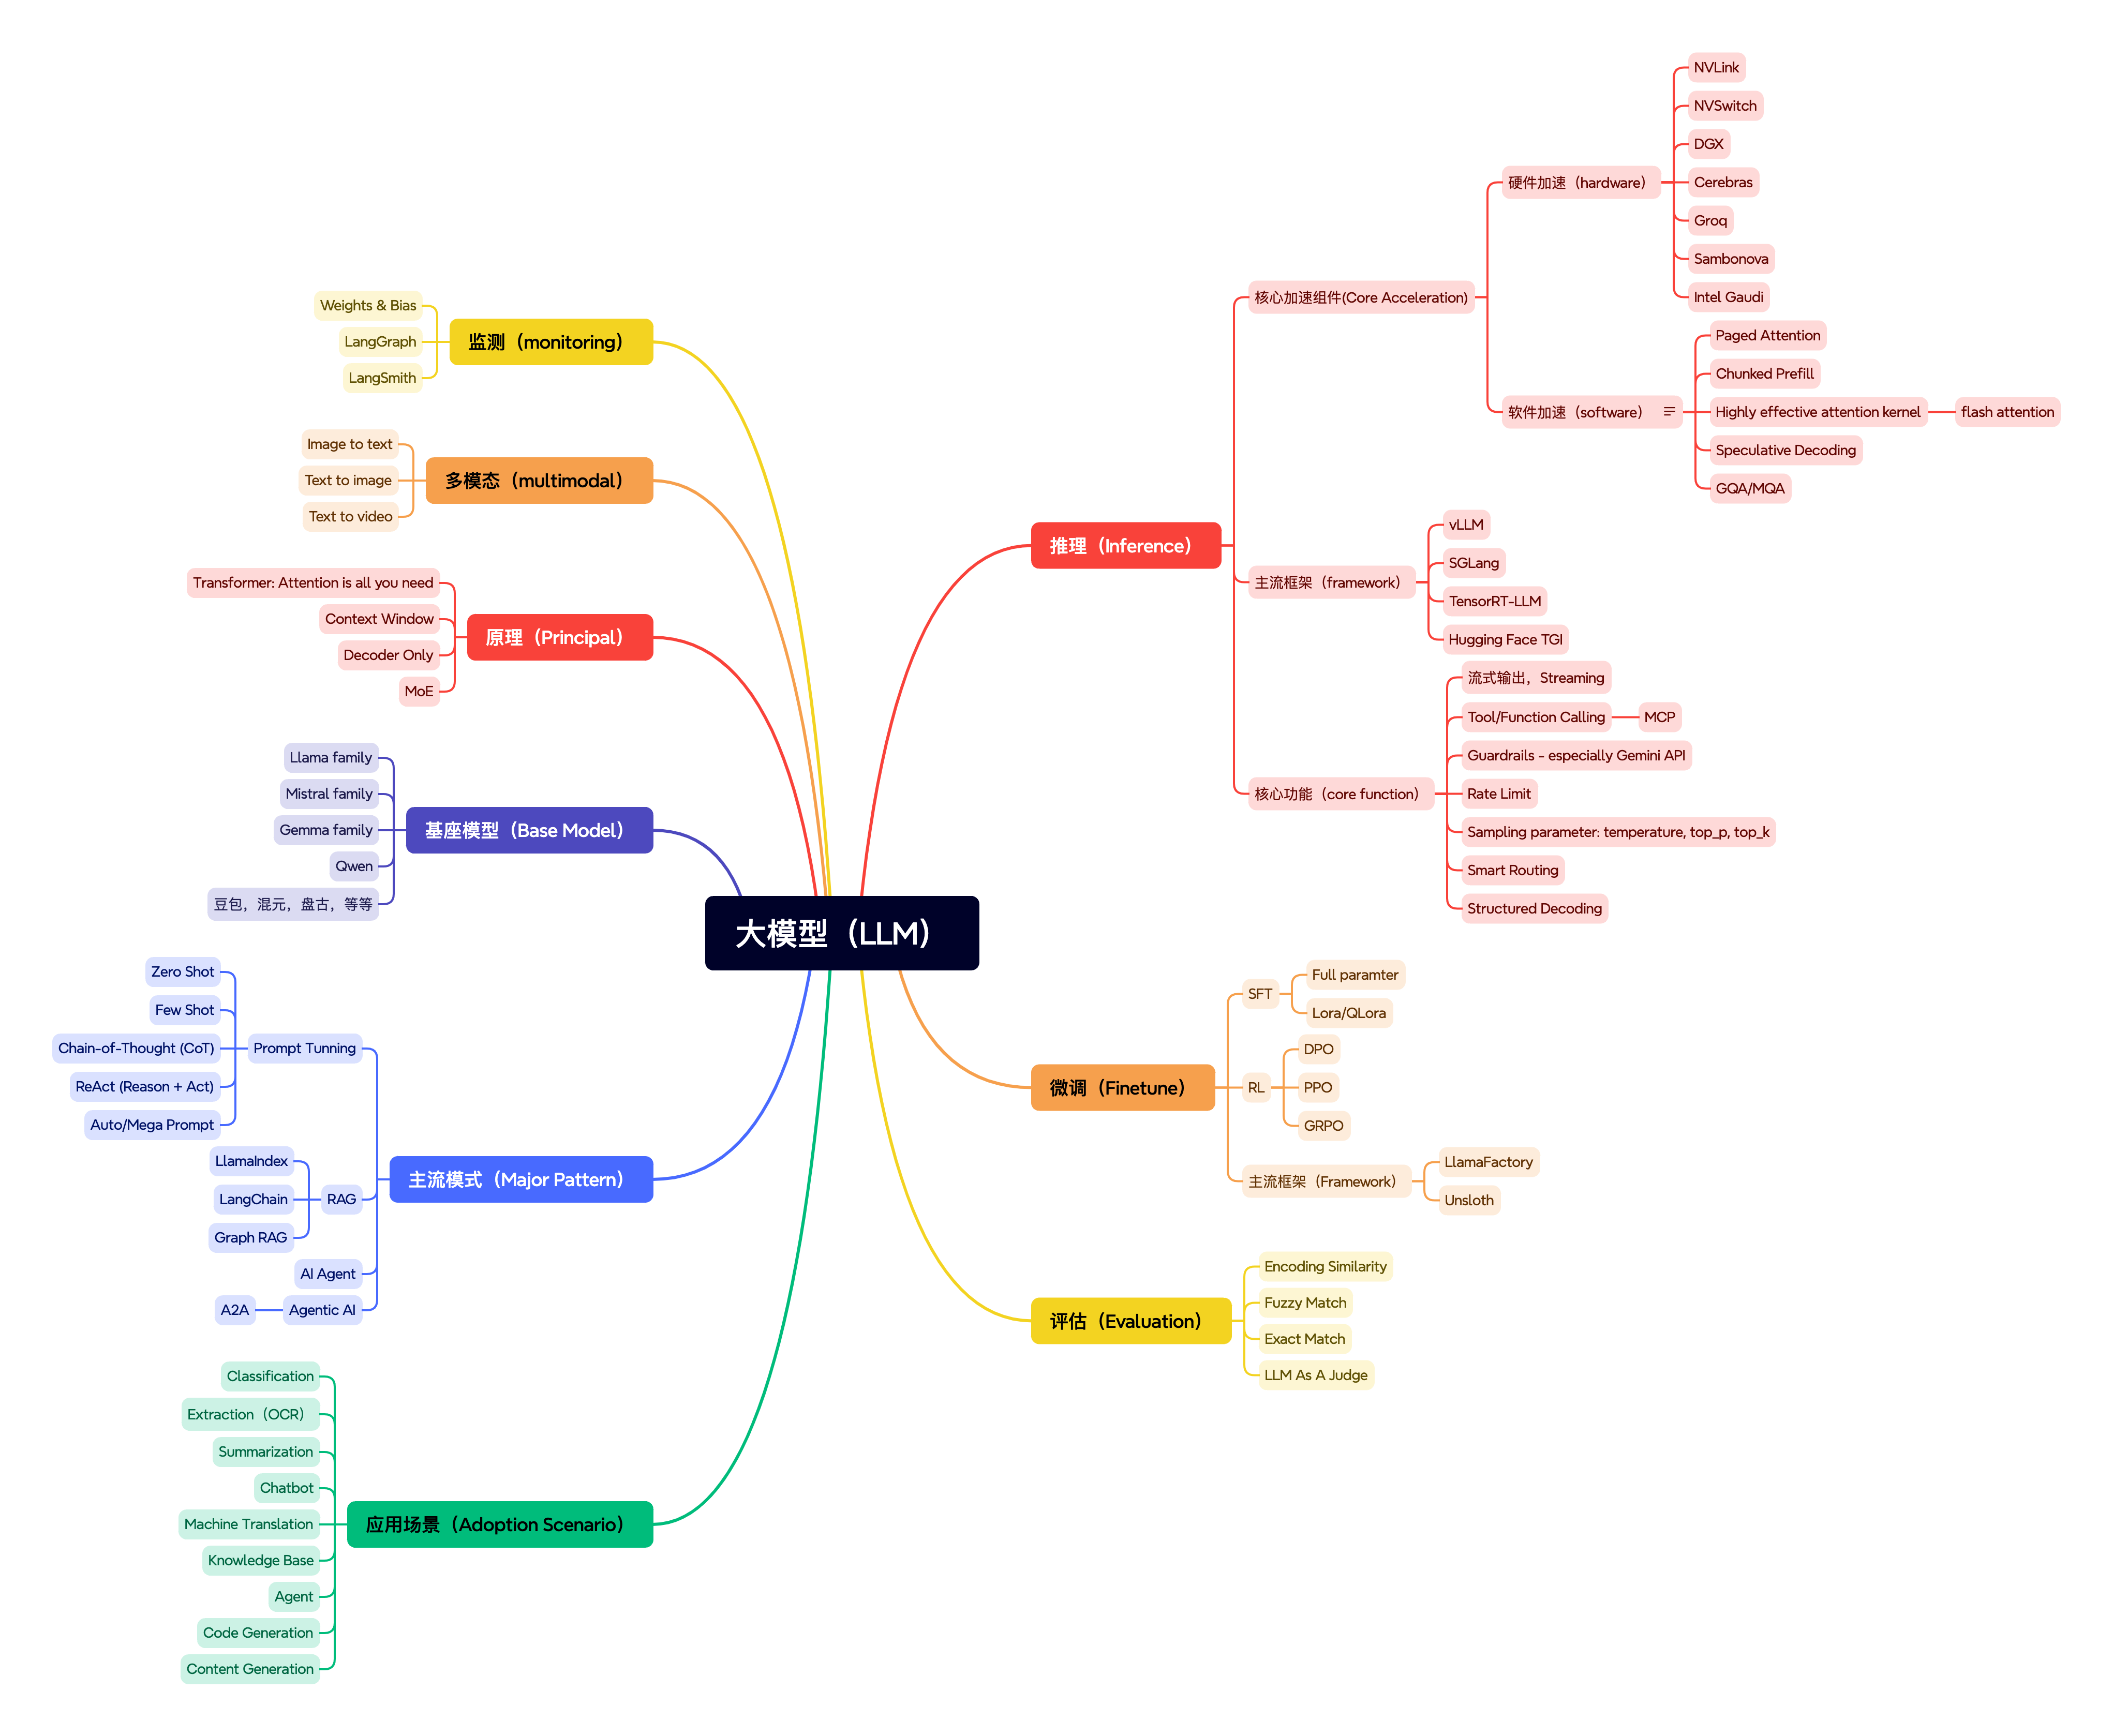 大模型（LLM）
推理（Inference）
核心加速组件(Core Acceleration)
硬件加速（hardware）
NVLink
NVSwitch
DGX
Cerebras
Groq
Sambonova
Intel Gaudi
软件加速（software）
Paged Attention
Chunked Prefill
Highly effective attention kernel
flash attention
Speculative Decoding
GQA/MQA
主流框架（framework）
vLLM
SGLang
TensorRT-LLM
Hugging Face TGI
核心功能（core function）
流式输出，Streaming
Tool/Function Calling
MCP
Guardrails - especially Gemini API
Rate Limit
Sampling parameter: temperature, top_p, top_k
Smart Routing
Structured Decoding
微调（Finetune）
SFT
Full paramter
Lora/QLora
RL
DPO
PPO
GRPO
主流框架（Framework）
LlamaFactory
Unsloth
评估（Evaluation）
Encoding Similarity
Fuzzy Match
Exact Match
LLM As A Judge
监测（monitoring）
Weights & Bias
LangGraph
LangSmith
多模态（multimodal）
Image to text
Text to image
Text to video
原理（Principal）
Transformer: Attention is all you need
Context Window
Decoder Only
MoE
基座模型（Base Model）
Llama family
Mistral family
Gemma family
Qwen
豆包，混元，盘古，等等
主流模式（Major Pattern）
Prompt Tunning
Zero Shot
Few Shot
Chain-of-Thought (CoT)
ReAct (Reason + Act)
Auto/Mega Prompt
RAG
LlamaIndex
LangChain
Graph RAG
AI Agent
Agentic AI
A2A
应用场景（Adoption Scenario）
Classification
Extraction（OCR）
Summarization
Chatbot
Machine Translation
Knowledge Base
Agent
Code Generation
Content Generation